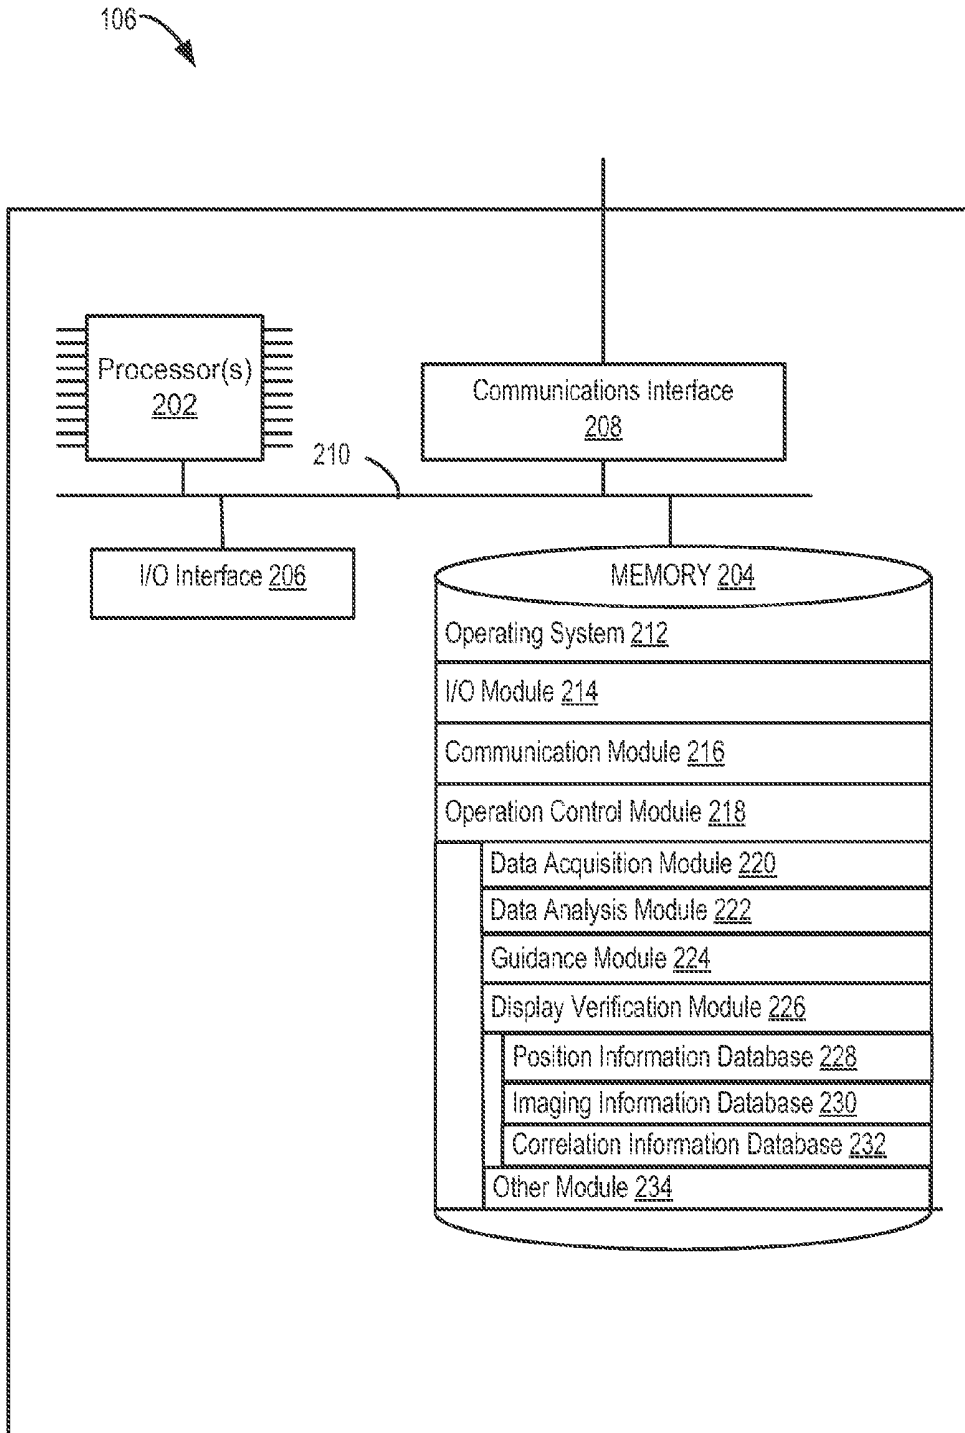 106
Processor(s)
202
Communications Interface
208
210
I/O Interface 206
MEMORY 204
Operating System 212
I/O Module 214
Communication Module 216
Operation Control Module 218
Data Acquisition Module 220
Data Analysis Module 222
Guidance Module 224
Display Verification Module 226
Position Information Database 228
Imaging Information Database 230
Correlation Information Database 232
Other Module 234